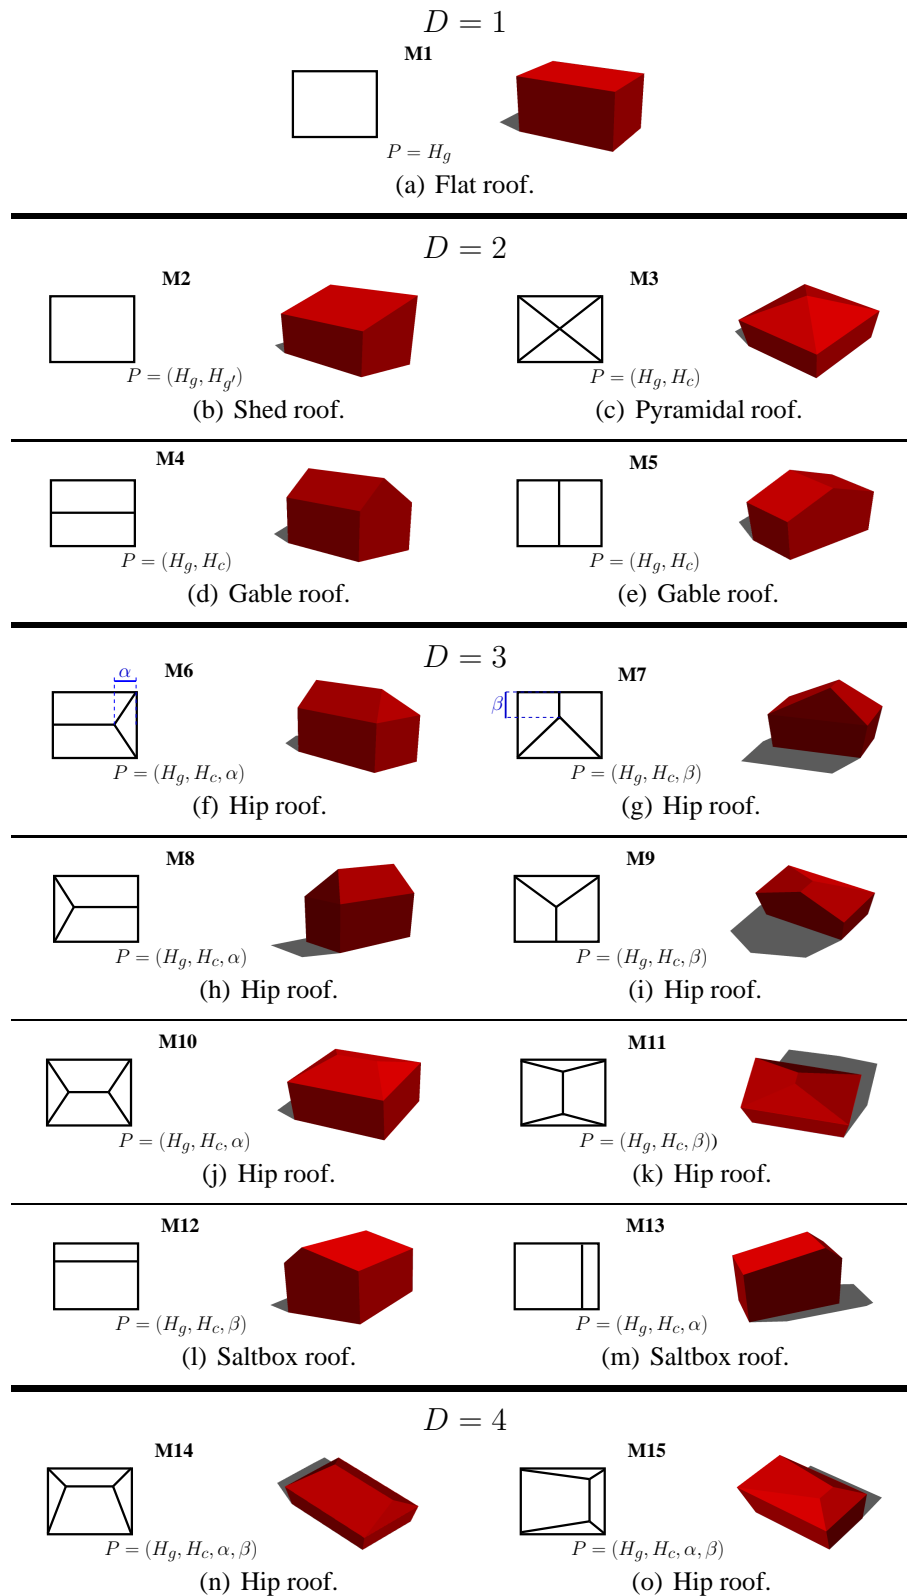 D = 1
M1
P = H_g
(a) Flat roof.
D = 2
M2 M3
P = (H_g, H_g′) P = (H_g, H_c)
(b) Shed roof. (c) Pyramidal roof.
M4 M5
P = (H_g, H_c) P = (H_g, H_c)
(d) Gable roof. (e) Gable roof.
D = 3
α M6 M7
β
P = (H_g, H_c, α) P = (H_g, H_c, β)
(f) Hip roof. (g) Hip roof.
M8 M9
P = (H_g, H_c, α) P = (H_g, H_c, β)
(h) Hip roof. (i) Hip roof.
M10 M11
P = (H_g, H_c, α) P = (H_g, H_c, β))
(j) Hip roof. (k) Hip roof.
M12 M13
P = (H_g, H_c, β) P = (H_g, H_c, α)
(l) Saltbox roof. (m) Saltbox roof.
D = 4
M14 M15
P = (H_g, H_c, α, β) P = (H_g, H_c, α, β)
(n) Hip roof. (o) Hip roof.